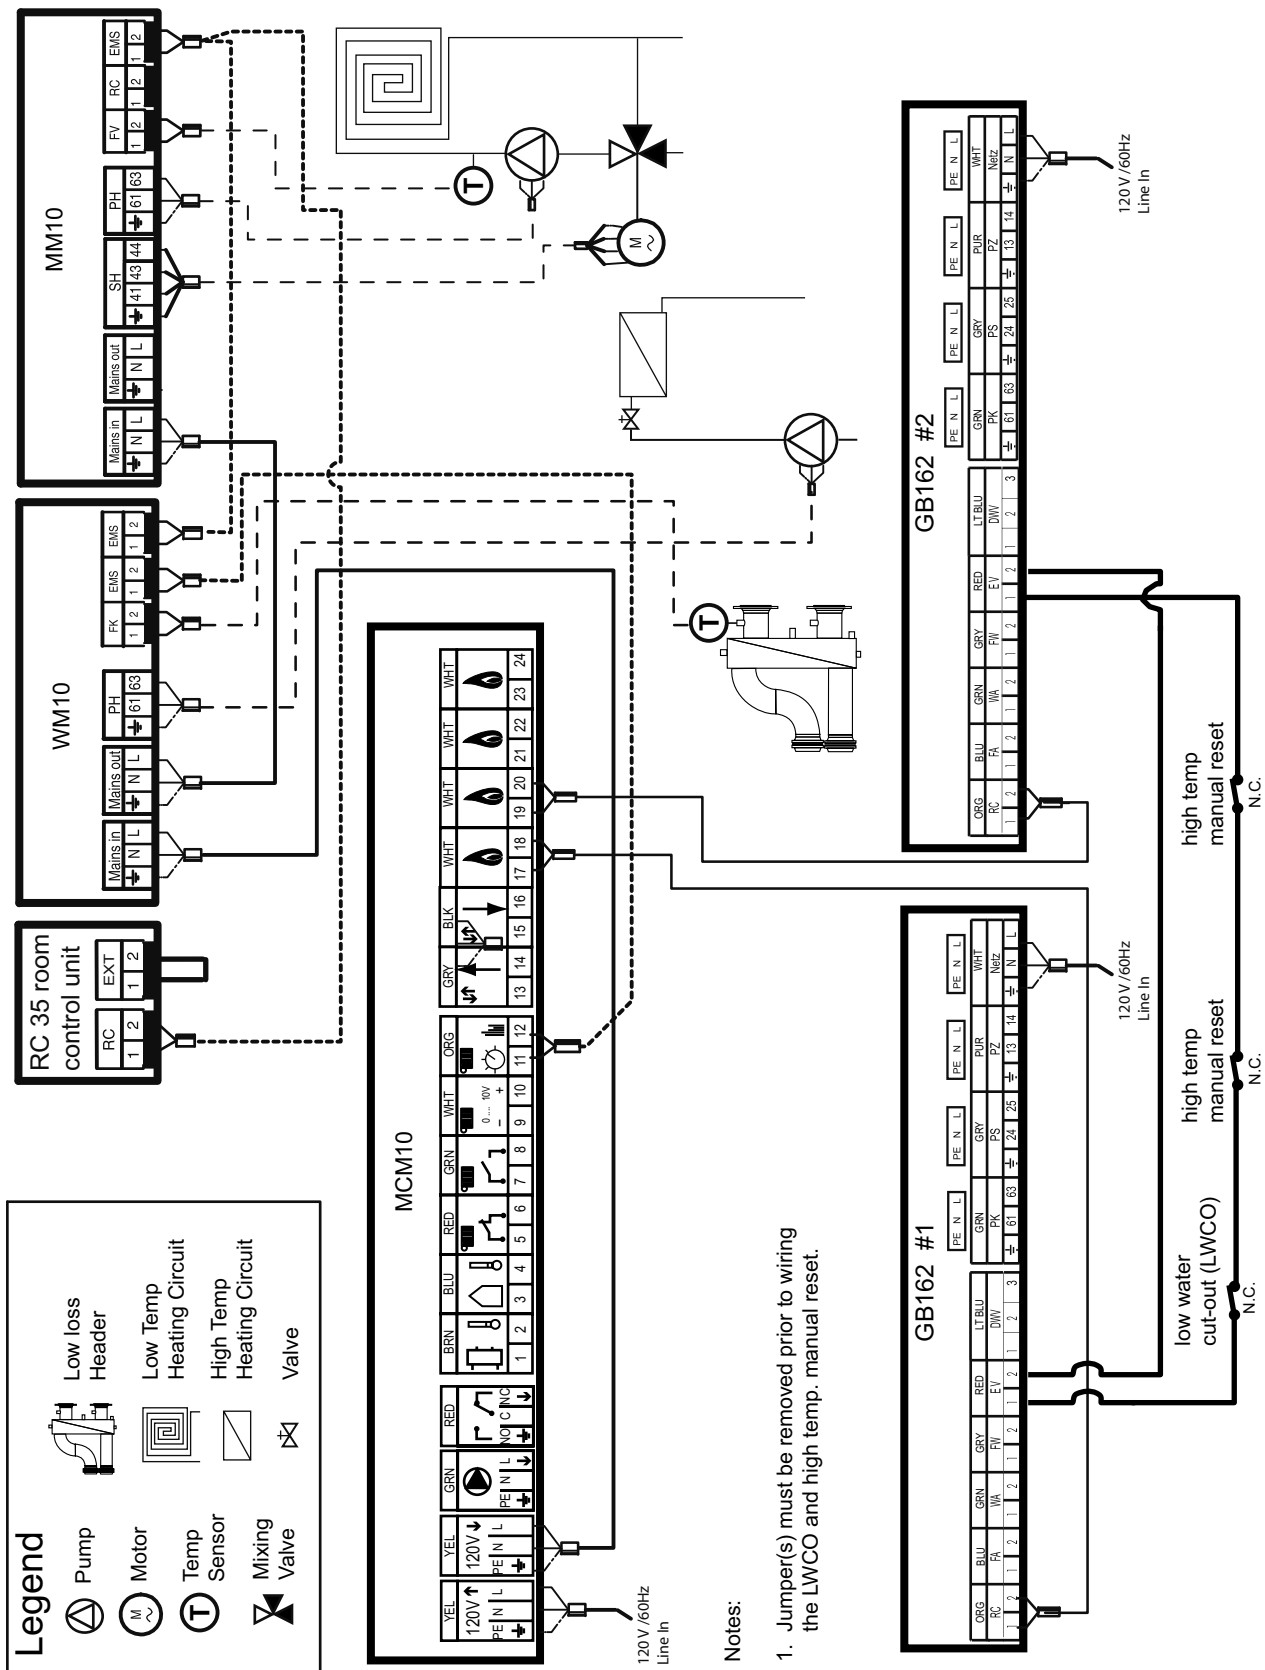 Legend
Pump
M ~
Motor
T
Temp
Sensor
Mixing
Valve
Low loss
Header
Low Temp
Heating Circuit
High Temp
Heating Circuit
Valve
RC 35 room
control unit
RC EXT
1 2 1 2
WM10
Mains in Mains out PH FK EMS EMS
N L N L 61 63 1 2 1 2 1 2
MM10
Mains in Mains out SH PH FV RC EMS
N L N L 41 43 44 61 63 1 2 1 2 1 2
MCM10
YEL YEL GRN RED BRN BLU RED GRN WHT ORG GRY BLK WHT WHT WHT WHT
120V 120V 0 .... 10V
PE N L PE N L PE N L NO C NC − +
1 2 3 4 5 6 7 8 9 10 11 12 13 14 15 16 17 18 19 20 21 22 23 24
120 V /60Hz
Line In
T
T
M ~
Notes:
1. Jumper(s) must be removed prior to wiring
the LWCO and high temp. manual reset.
GB162 #1
PE N L PE N L PE N L PE N L
ORG BLU GRN GRY RED LT BLU GRN GRY PUR WHT
RC FA WA FW EV DWV PK PS PZ Netz
1 2 1 2 1 2 1 2 1 2 1 2 3 61 63 24 25 13 14 N L
120 V /60Hz
Line In
GB162 #2
PE N L PE N L PE N L PE N L
ORG BLU GRN GRY RED LT BLU GRN GRY PUR WHT
RC FA WA FW EV DWV PK PS PZ Netz
1 2 1 2 1 2 1 2 1 2 1 2 3 61 63 24 25 13 14 N L
120 V /60Hz
Line In
low water
cut-out (LWCO)
N.C.
high temp
manual reset
N.C.
high temp
manual reset
N.C.